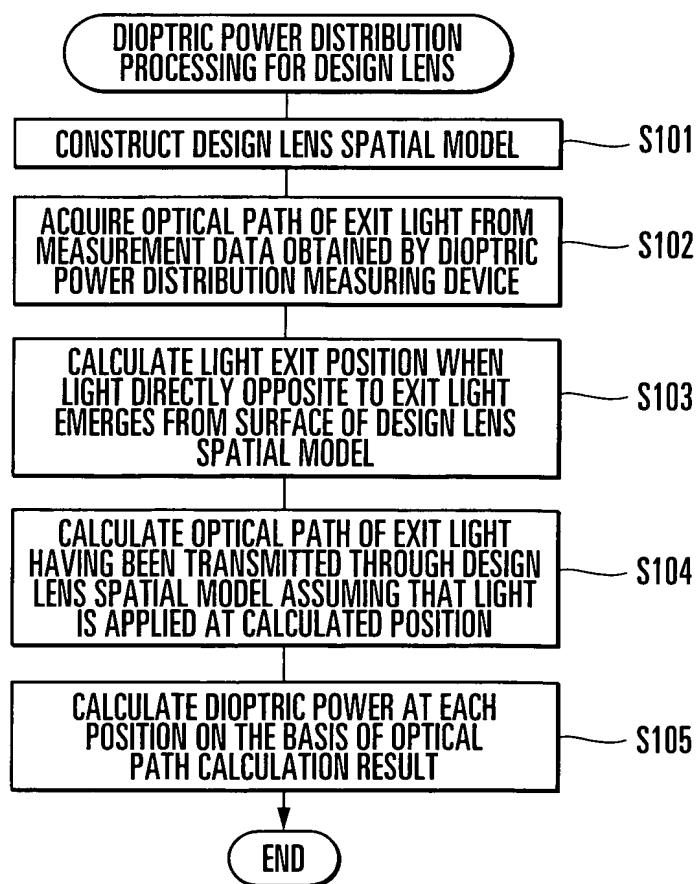 DIOPTRIC POWER DISTRIBUTION
PROCESSING FOR DESIGN LENS
CONSTRUCT DESIGN LENS SPATIAL MODEL
S101
ACQUIRE OPTICAL PATH OF EXIT LIGHT FROM
MEASUREMENT DATA OBTAINED BY DIOPTRIC
POWER DISTRIBUTION MEASURING DEVICE
S102
CALCULATE LIGHT EXIT POSITION WHEN
LIGHT DIRECTLY OPPOSITE TO EXIT LIGHT
EMERGES FROM SURFACE OF DESIGN LENS
SPATIAL MODEL
S103
CALCULATE OPTICAL PATH OF EXIT LIGHT
HAVING BEEN TRANSMITTED THROUGH DESIGN
LENS SPATIAL MODEL ASSUMING THAT LIGHT
IS APPLIED AT CALCULATED POSITION
S104
CALCULATE DIOPTRIC POWER AT EACH
POSITION ON THE BASIS OF OPTICAL
PATH CALCULATION RESULT
S105
END